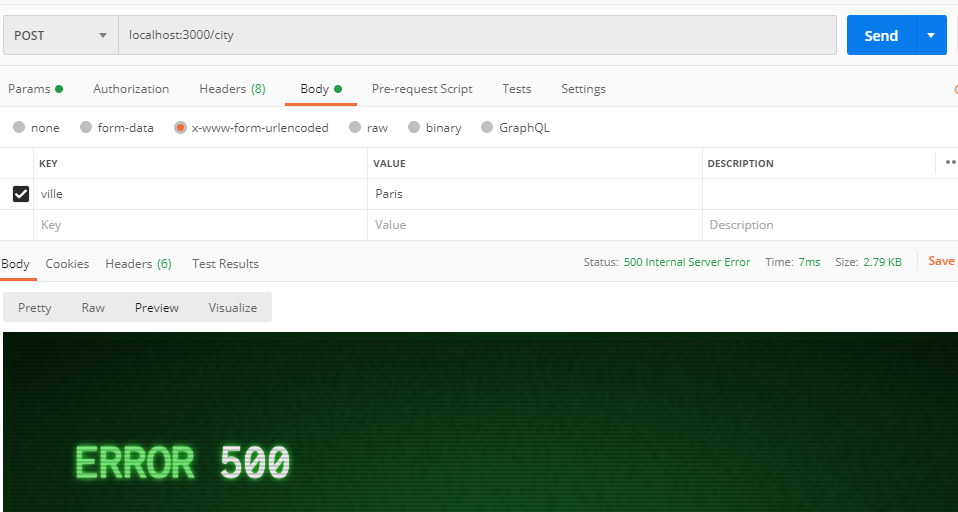 POST localhost:3000/city Send
Params Authorization Headers (8) Body Pre-request Script Tests Settings
none form-data x-www-form-urlencoded raw binary GraphQL
KEY VALUE DESCRIPTION
ville Paris
Key Value Description
Body Cookies Headers (6) Test Results Status: 500 Internal Server Error Time: 7ms Size: 2.79 KB Save
Pretty Raw Preview Visualize
ERROR 500